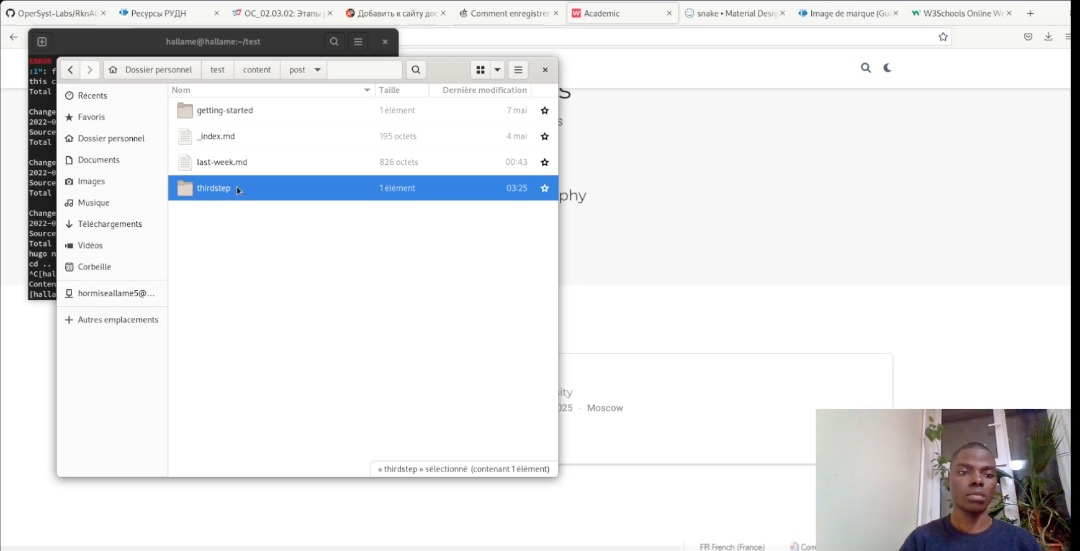 OperSyst-Labs/RknA
Ресурсы РУДН
ОС_02.03.02: Этапы
Добавить к сайту дос
Comment enregistrer
Academic
snake • Material Desig
Image de marque (Gui
W3Schools Online We
hallame@hallame:~/test
ERROR
:1": f
this c
Total
Change
2022-0
Source
Total
Change
2022-0
Source
Total
Change
2022-0
Source
Total
hugo n
cd ..
^C[hal
Conten
[halla
Dossier personnel
test
content
post
Nom
Taille
Dernière modification
Récents
Favoris
Dossier personnel
Documents
Images
Musique
Téléchargements
Vidéos
Corbeille
hormiseallame5@...
Autres emplacements
getting-started
1 élément
7 mai
_index.md
195 octets
4 mai
last-week.md
826 octets
00:43
thirdstep
1 élément
03:25
« thirdstep » sélectionné (contenant 1 élément)
s
s
phy
ity
025 · Moscow
FR French (France)